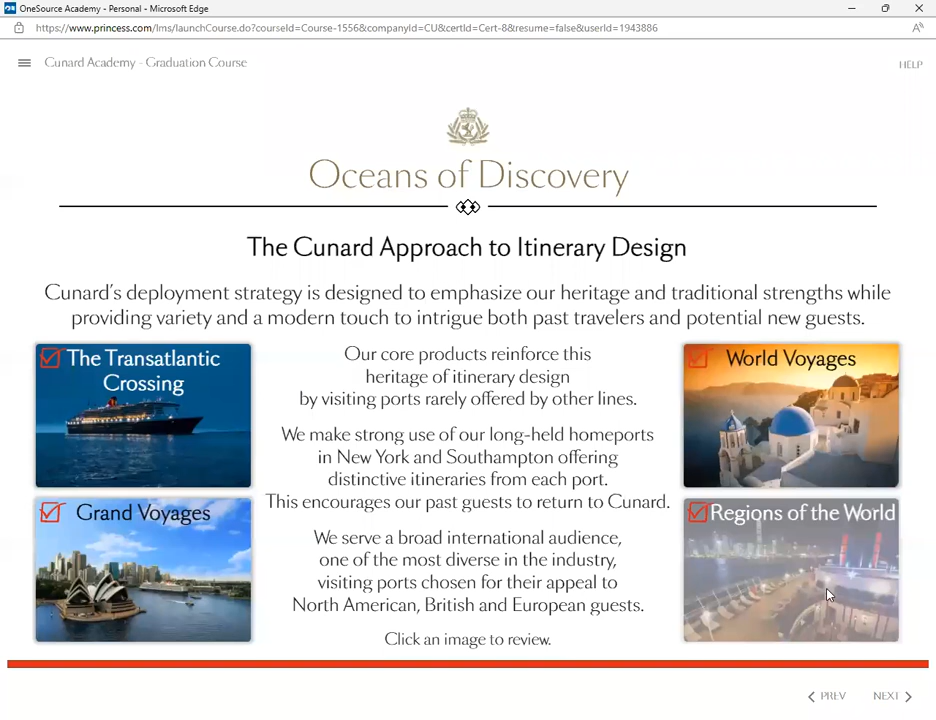 OneSource Academy - Personal - Microsoft Edge
https://www.princess.com/lms/launchCourse.do?courseId=Course-1556&companyId=CU&certId=Cert-8&resume=false&userId=1943886
Cunard Academy - Graduation Course
HELP
Oceans of Discovery
The Cunard Approach to Itinerary Design
Cunard's deployment strategy is designed to emphasize our heritage and traditional strengths while
providing variety and a modern touch to intrigue both past travelers and potential new guests.
The Transatlantic
Crossing
Grand Voyages
Our core products reinforce this
heritage of itinerary design
by visiting ports rarely offered by other lines.
We make strong use of our long-held homeports
in New York and Southampton offering
distinctive itineraries from each port.
This encourages our past guests to return to Cunard.
We serve a broad international audience,
one of the most diverse in the industry,
visiting ports chosen for their appeal to
North American, British and European guests.
Click an image to review.
World Voyages
Regions of the World
PREV
NEXT